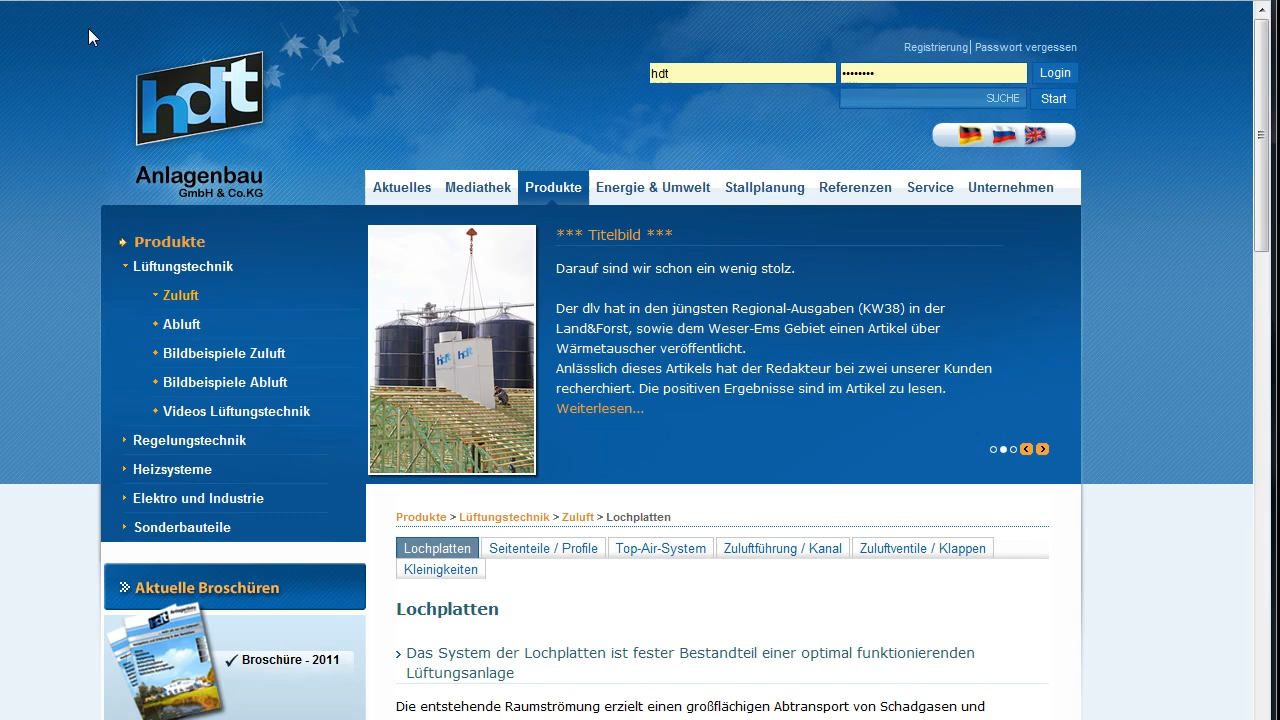 Registrierung| Passwort vergessen
hdt
••••••••
Login
SUCHE
Start
hdt
Anlagenbau
GmbH & Co.KG
Aktuelles Mediathek Produkte Energie & Umwelt Stallplanung Referenzen Service Unternehmen
Produkte
Lüftungstechnik
Zuluft
Abluft
Bildbeispiele Zuluft
Bildbeispiele Abluft
Videos Lüftungstechnik
Regelungstechnik
Heizsysteme
Elektro und Industrie
Sonderbauteile
hdt hdt
*** Titelbild ***
Darauf sind wir schon ein wenig stolz.
Der dlv hat in den jüngsten Regional-Ausgaben (KW38) in der
Land&Forst, sowie dem Weser-Ems Gebiet einen Artikel über
Wärmetauscher veröffentlicht.
Anlässlich dieses Artikels hat der Redakteur bei zwei unserer Kunden
recherchiert. Die positiven Ergebnisse sind im Artikel zu lesen.
Weiterlesen...
Aktuelle Broschüren
hdt Anlagenbau
Broschüre - 2011
Produkte > Lüftungstechnik > Zuluft > Lochplatten
Lochplatten Seitenteile / Profile Top-Air-System Zuluftführung / Kanal Zuluftventile / Klappen
Kleinigkeiten
Lochplatten
Das System der Lochplatten ist fester Bestandteil einer optimal funktionierenden
Lüftungsanlage
Die entstehende Raumströmung erzielt einen großflächigen Abtransport von Schadgasen und